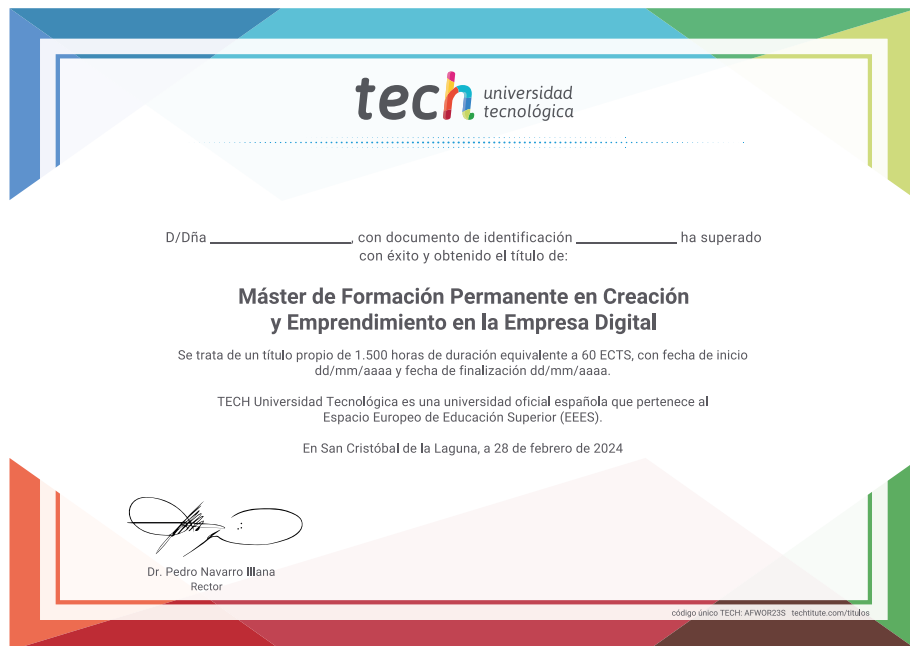 tech universidad
tecnológica
D/Dña ________________, con documento de identificación ____________ ha superado
con éxito y obtenido el título de:
Máster de Formación Permanente en Creación
y Emprendimiento en la Empresa Digital
Se trata de un título propio de 1.500 horas de duración equivalente a 60 ECTS, con fecha de inicio
dd/mm/aaaa y fecha de finalización dd/mm/aaaa.
TECH Universidad Tecnológica es una universidad oficial española que pertenece al
Espacio Europeo de Educación Superior (EEES).
En San Cristóbal de la Laguna, a 28 de febrero de 2024
Dr. Pedro Navarro Illana
Rector
código único TECH: AFWOR23S techtitute.com/titulos